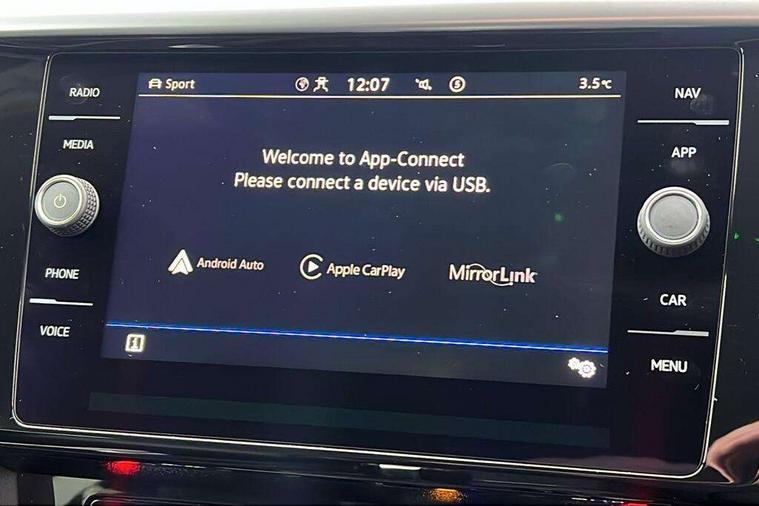 RADIO
MEDIA
PHONE
VOICE
Sport
12:07
S
3.5°C
Welcome to App-Connect
Please connect a device via USB.
Android Auto
Apple CarPlay
MirrorLink
i
NAV
APP
CAR
MENU